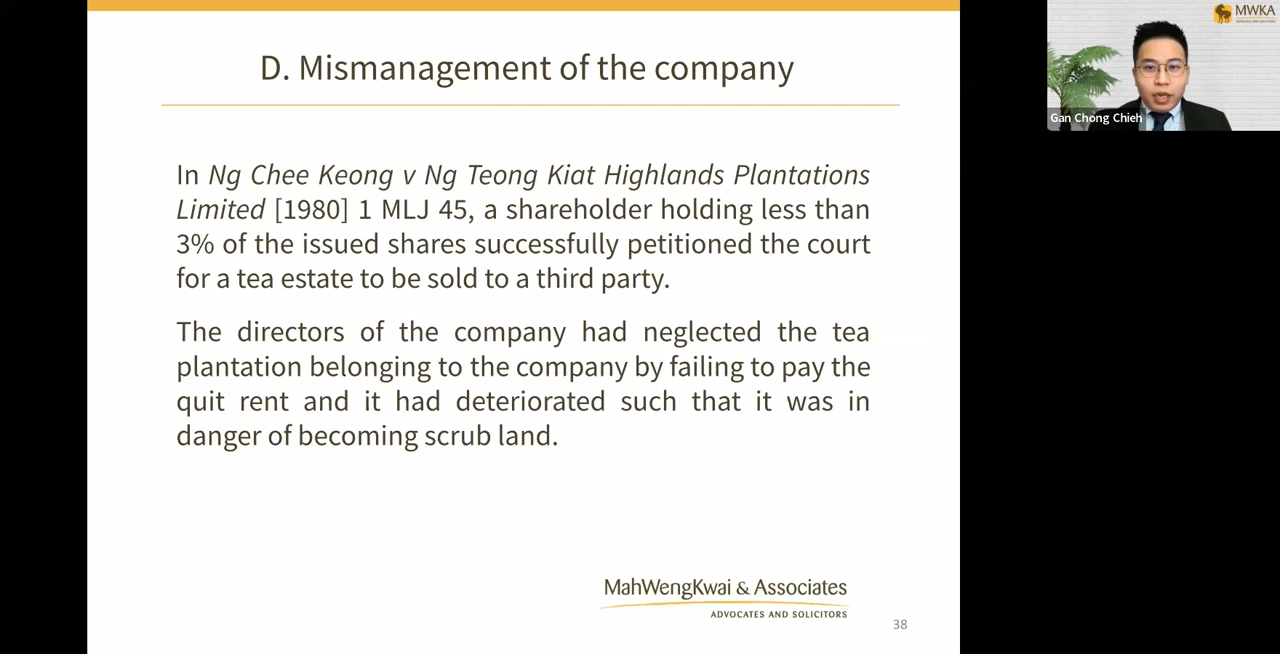 D. Mismanagement of the company
In Ng Chee Keong v Ng Teong Kiat Highlands Plantations
Limited [1980] 1 MLJ 45, a shareholder holding less than
3% of the issued shares successfully petitioned the court
for a tea estate to be sold to a third party.
The directors of the company had neglected the tea
plantation belonging to the company by failing to pay the
quit rent and it had deteriorated such that it was in
danger of becoming scrub land.
MahWengKwai & Associates
ADVOCATES AND SOLICITORS
38
MWKA
Gan Chong Chieh